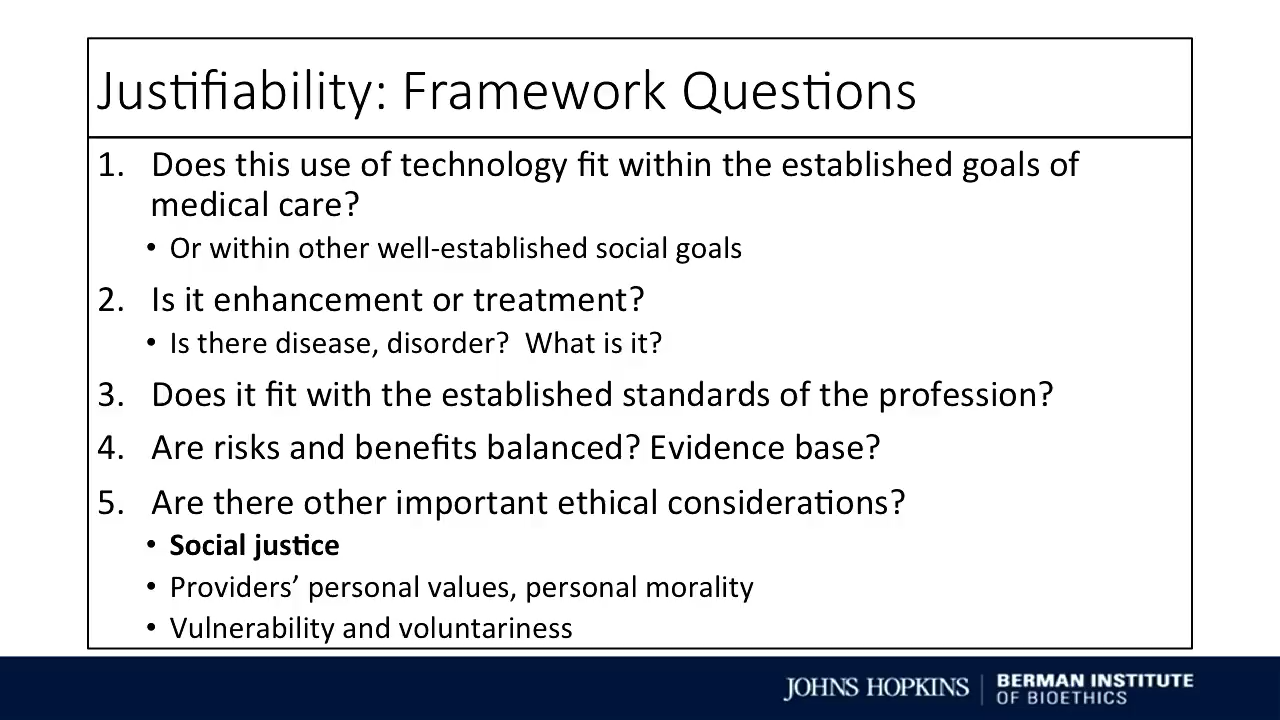 Justifiability: Framework Questions
1. Does this use of technology fit within the established goals of
medical care?
• Or within other well-established social goals
2. Is it enhancement or treatment?
• Is there disease, disorder?  What is it?
3. Does it fit with the established standards of the profession?
4. Are risks and benefits balanced? Evidence base?
5. Are there other important ethical considerations?
• Social justice
• Providers’ personal values, personal morality
• Vulnerability and voluntariness
JOHNS HOPKINS
BERMAN INSTITUTE
OF BIOETHICS